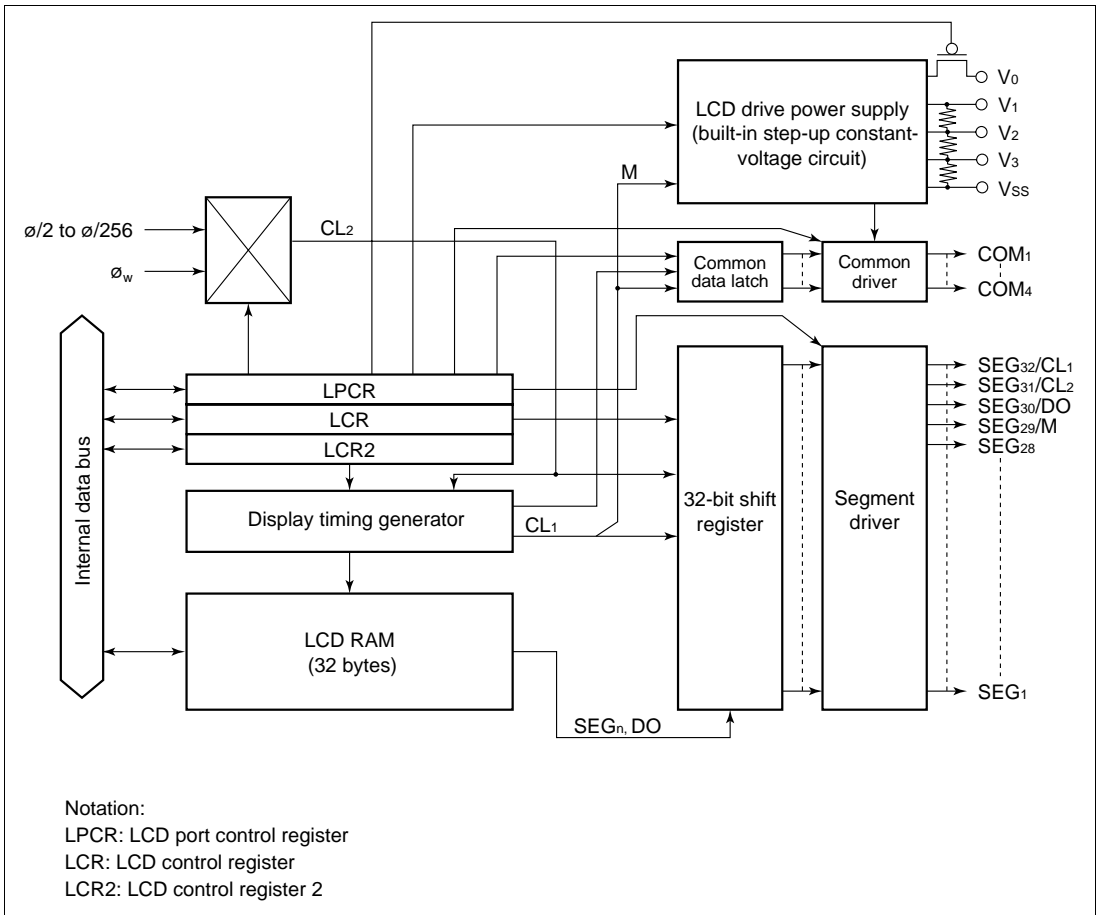 V0
LCD drive power supply
(built-in step-up constant-
voltage circuit)
V1
V2
V3
VSS
M
ø/2 to ø/256
øw
CL2
Common
data latch
Common
driver
COM1
COM4
Internal data bus
LPCR
LCR
LCR2
Display timing generator
CL1
LCD RAM
(32 bytes)
SEGn, DO
32-bit shift
register
Segment
driver
SEG32/CL1
SEG31/CL2
SEG30/DO
SEG29/M
SEG28
SEG1
Notation:
LPCR: LCD port control register
LCR: LCD control register
LCR2: LCD control register 2